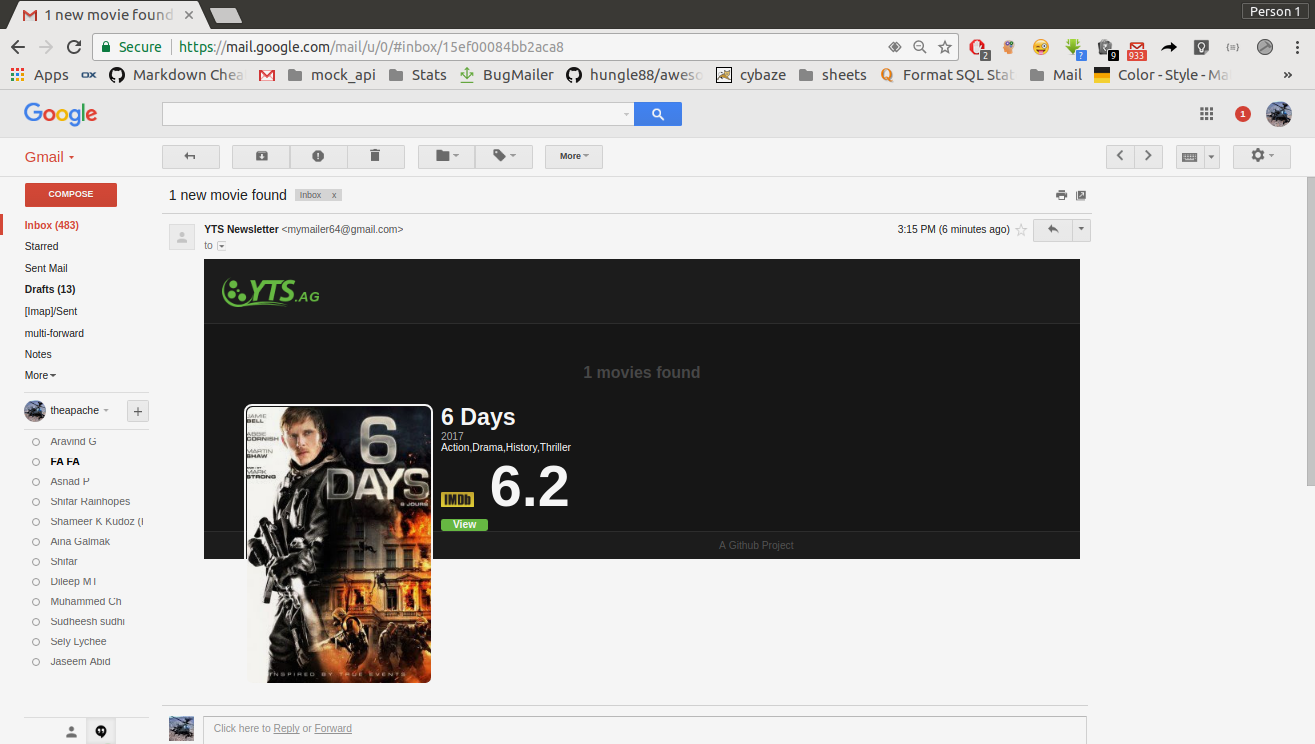 1 new movie found
Person 1
Secure
https://mail.google.com/mail/u/0/#inbox/15ef00084bb2aca8
2
?
9
933
Apps
Markdown Chea
mock_api
Stats
BugMailer
hungle88/aweso
cybaze
sheets
Format SQL Stat
Mail
Color - Style - Ma
»
Google
1
Gmail
More
COMPOSE
1 new movie found
Inbox x
Inbox (483)
Starred
Sent Mail
Drafts (13)
[Imap]/Sent
multi-forward
Notes
More
YTS Newsletter <mymailer64@gmail.com>
3:15 PM (6 minutes ago)
to
theapache
+
Aravind G
FA FA
Asnad P
Shifar Rainhopes
Shameer K Kudoz (I
Aina Galmak
Shifar
Dileep MT
Muhammed Ch
Sudheesh sudhi
Sely Lychee
Jaseem Abid
YTS.AG
1 movies found
JAMIE
BELL
ABBIE
CORNISH
MARTIN
SHAW
MARK
STRONG
6
DAYS
6 JOURS
INSPIRED BY TRUE EVENTS
6 Days
2017
Action,Drama,History,Thriller
IMDb
6.2
View
A Github Project
Click here to Reply or Forward